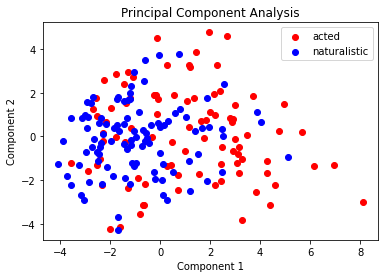 Principal Component Analysis
acted
naturalistic
4
2
0
−2
−4
Component 2
−4
−2
0
2
4
6
8
Component 1